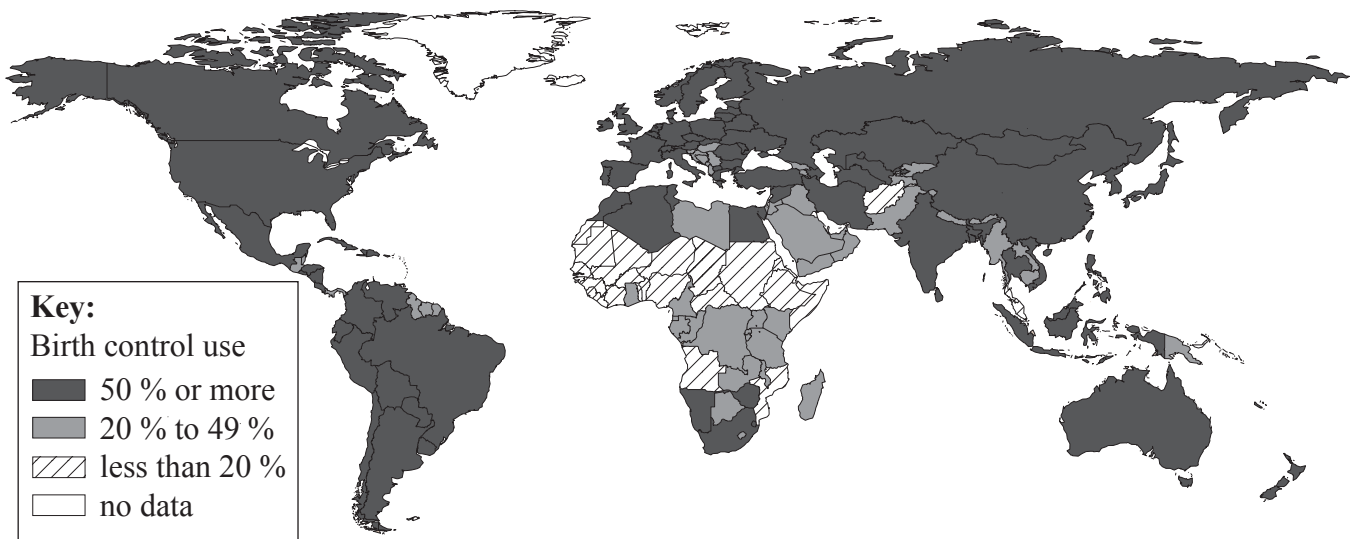 Key:
Birth control use
50 % or more
20 % to 49 %
less than 20 %
no data